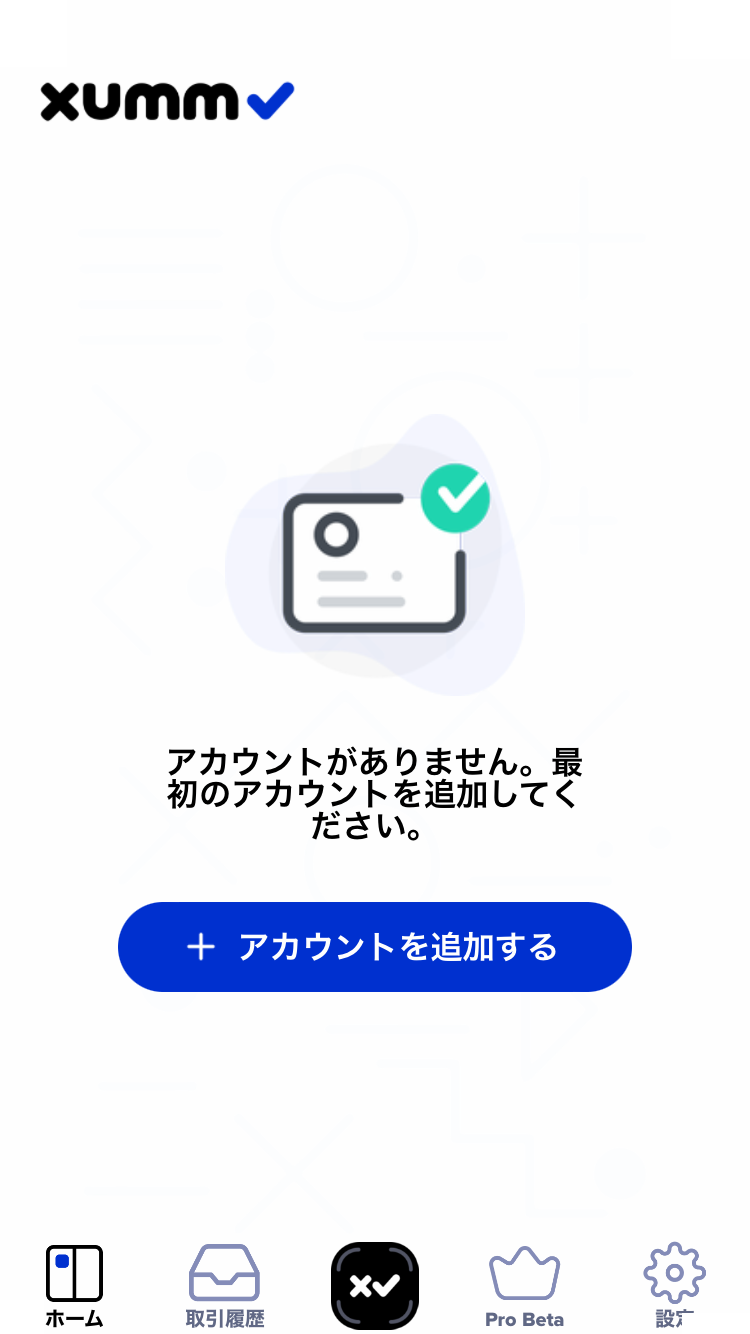 xumm
アカウントがありません。最
初のアカウントを追加してく
ださい。
アカウントを追加する
ホーム
取引履歴
Pro Beta
設定